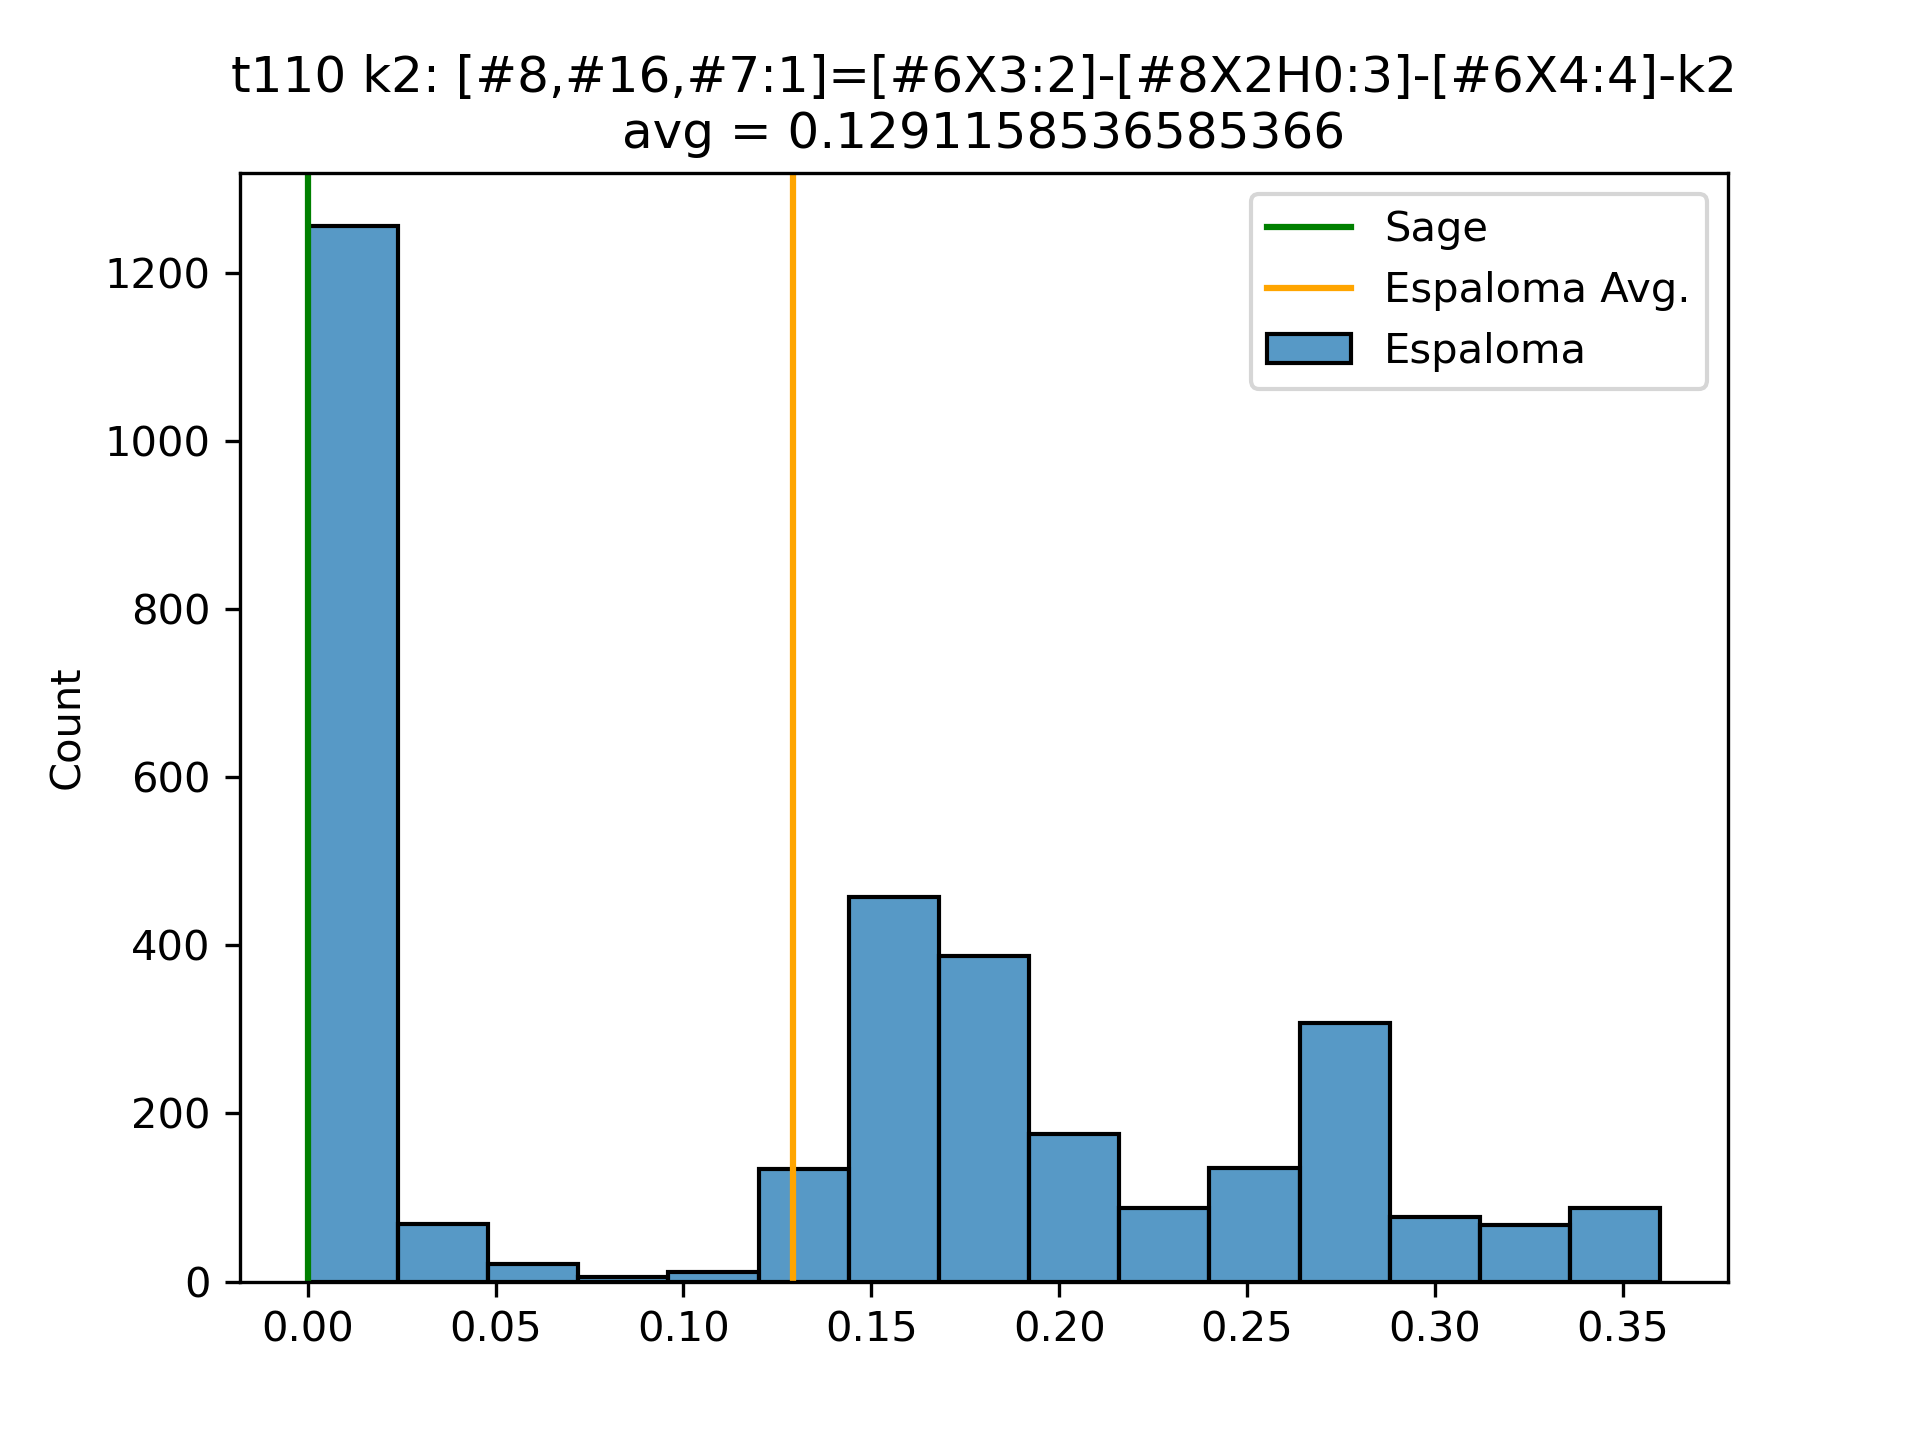 t110 k2: [#8,#16,#7:1]=[#6X3:2]-[#8X2H0:3]-[#6X4:4]-k2
avg = 0.1291158536585366
Sage
Espaloma Avg.
Espaloma
1200
1000
800
600
400
200
0
Count
0.00 0.05 0.10 0.15 0.20 0.25 0.30 0.35